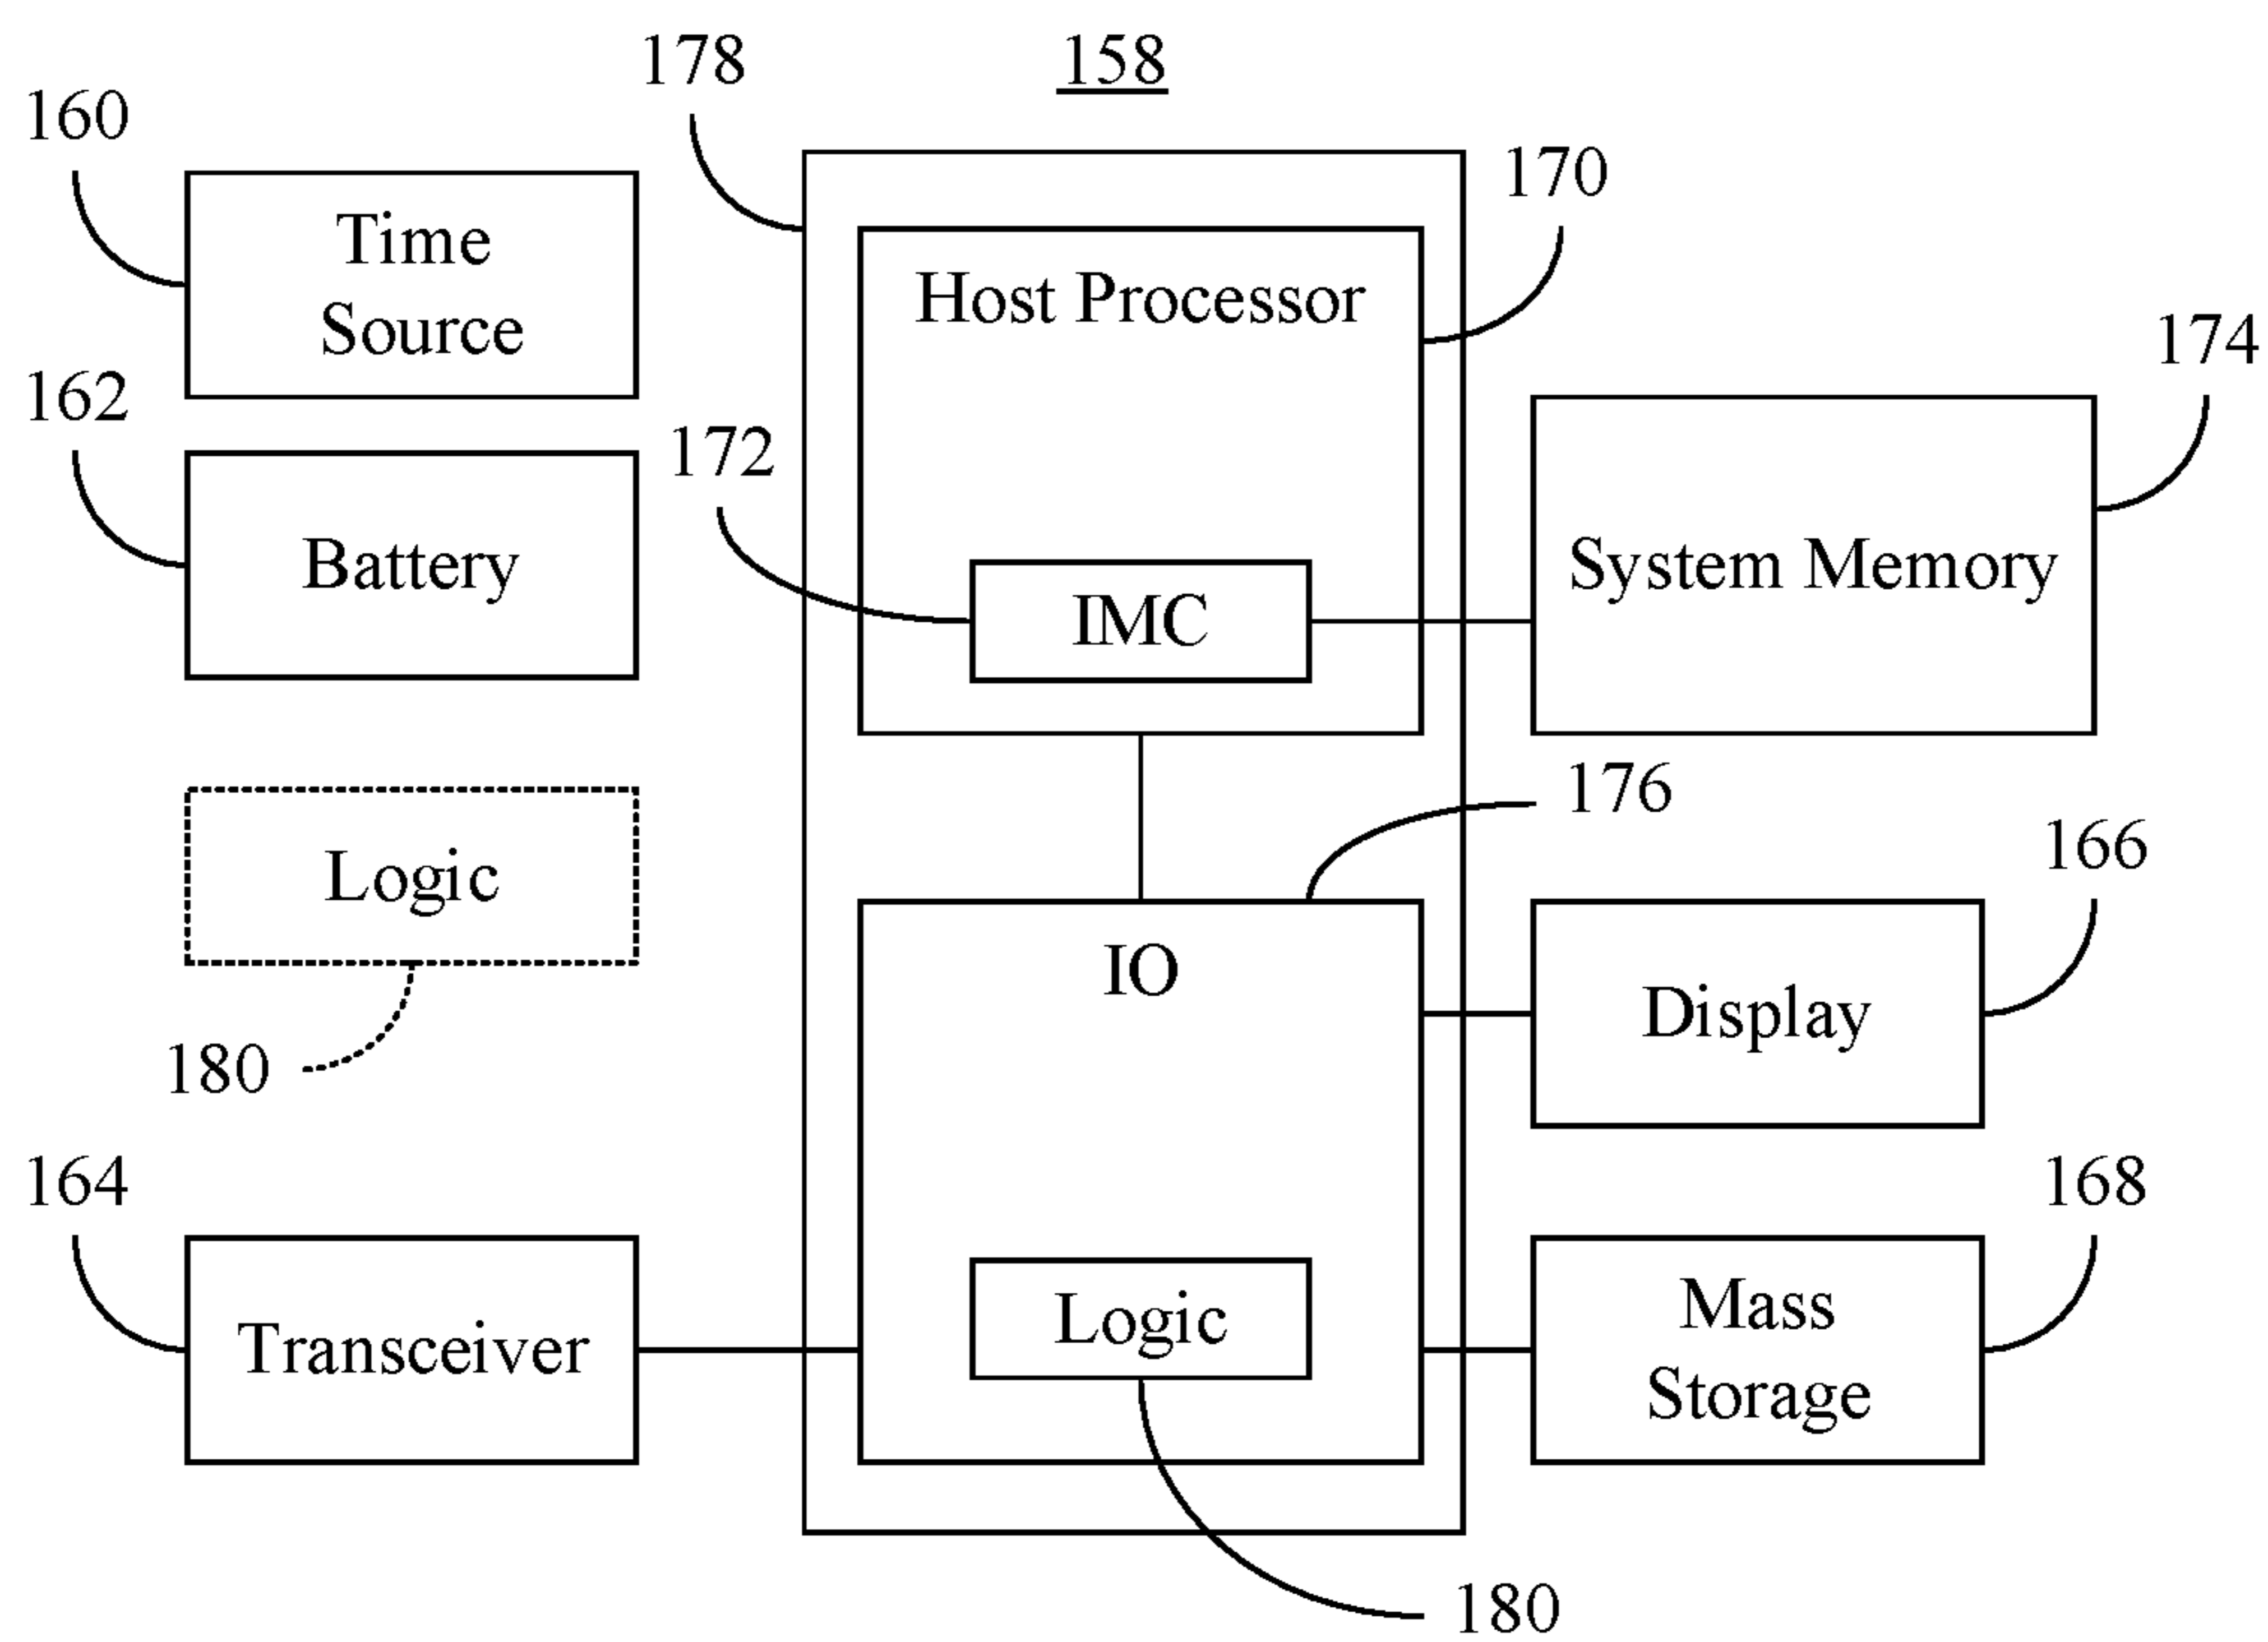 178
158
160
170
Time
Source
Host Processor
174
162
172
Battery
IMC
System Memory
176
166
Logic
IO
Display
180
164
168
Transceiver
Logic
Mass
Storage
180